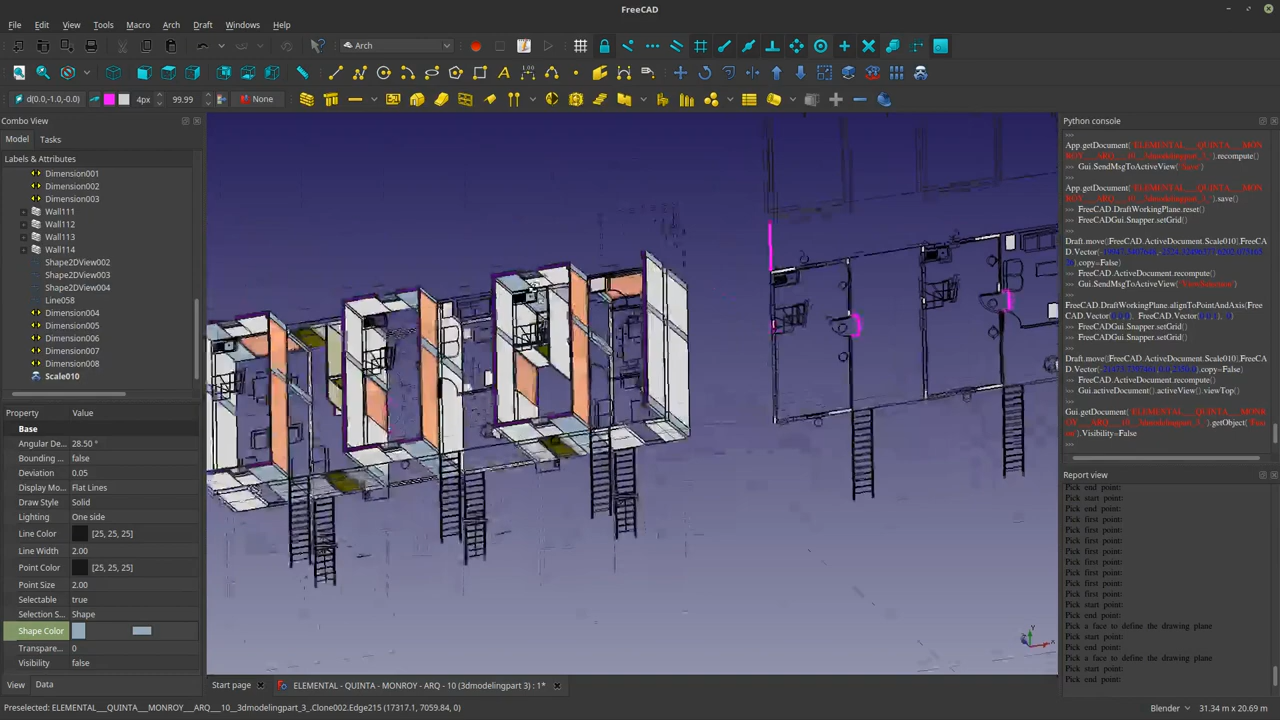 FreeCAD
File Edit View Tools Macro Arch Draft Windows Help
Arch
d(0.0,-1.0,-0.0) 4px 99.99 None
Combo View
Model Tasks
Labels & Attributes
Dimension001
Dimension002
Dimension003
Wall111
Wall112
Wall113
Wall114
Shape2DView002
Shape2DView003
Shape2DView004
Line058
Dimension004
Dimension005
Dimension006
Dimension007
Dimension008
Scale010
Property Value
Base
Angular De... 28.50 °
Bounding ... false
Deviation 0.05
Display Mo... Flat Lines
Draw Style Solid
Lighting One side
Line Color [25, 25, 25]
Line Width 2.00
Point Color [25, 25, 25]
Point Size 2.00
Selectable true
Selection S... Shape
Shape Color
Transpare... 0
Visibility false
View Data
Start page
ELEMENTAL - QUINTA - MONROY - ARQ - 10 (3dmodelingpart 3) : 1*
Python console
>>>
>>> FreeCAD.DraftWorkingPlane.reset()
>>> FreeCADGui.Snapper.setGrid()
>>>
>>> FreeCAD.ActiveDocument.recompute()
>>>
>>> FreeCADGui.Snapper.setGrid()
>>> FreeCADGui.Snapper.setGrid()
>>>
>>> FreeCAD.ActiveDocument.recompute()
>>> Gui.activeDocument().activeView().viewTop()
>>>
>>>
Report view
Pick end point:
Pick start point:
Pick end point:
Pick first point:
Pick first point:
Pick first point:
Pick first point:
Pick first point:
Pick first point:
Pick first point:
Pick first point:
Pick start point:
Pick end point:
Pick a face to define the drawing plane
Pick start point:
Pick end point:
Pick a face to define the drawing plane
Pick start point:
Pick end point:
Preselected: ELEMENTAL___QUINTA___MONROY___ARQ___10__3dmodelingpart_3_.Clone002.Edge215 (17317.1, 7059.84, 0)
Blender
31.34 m x 20.69 m